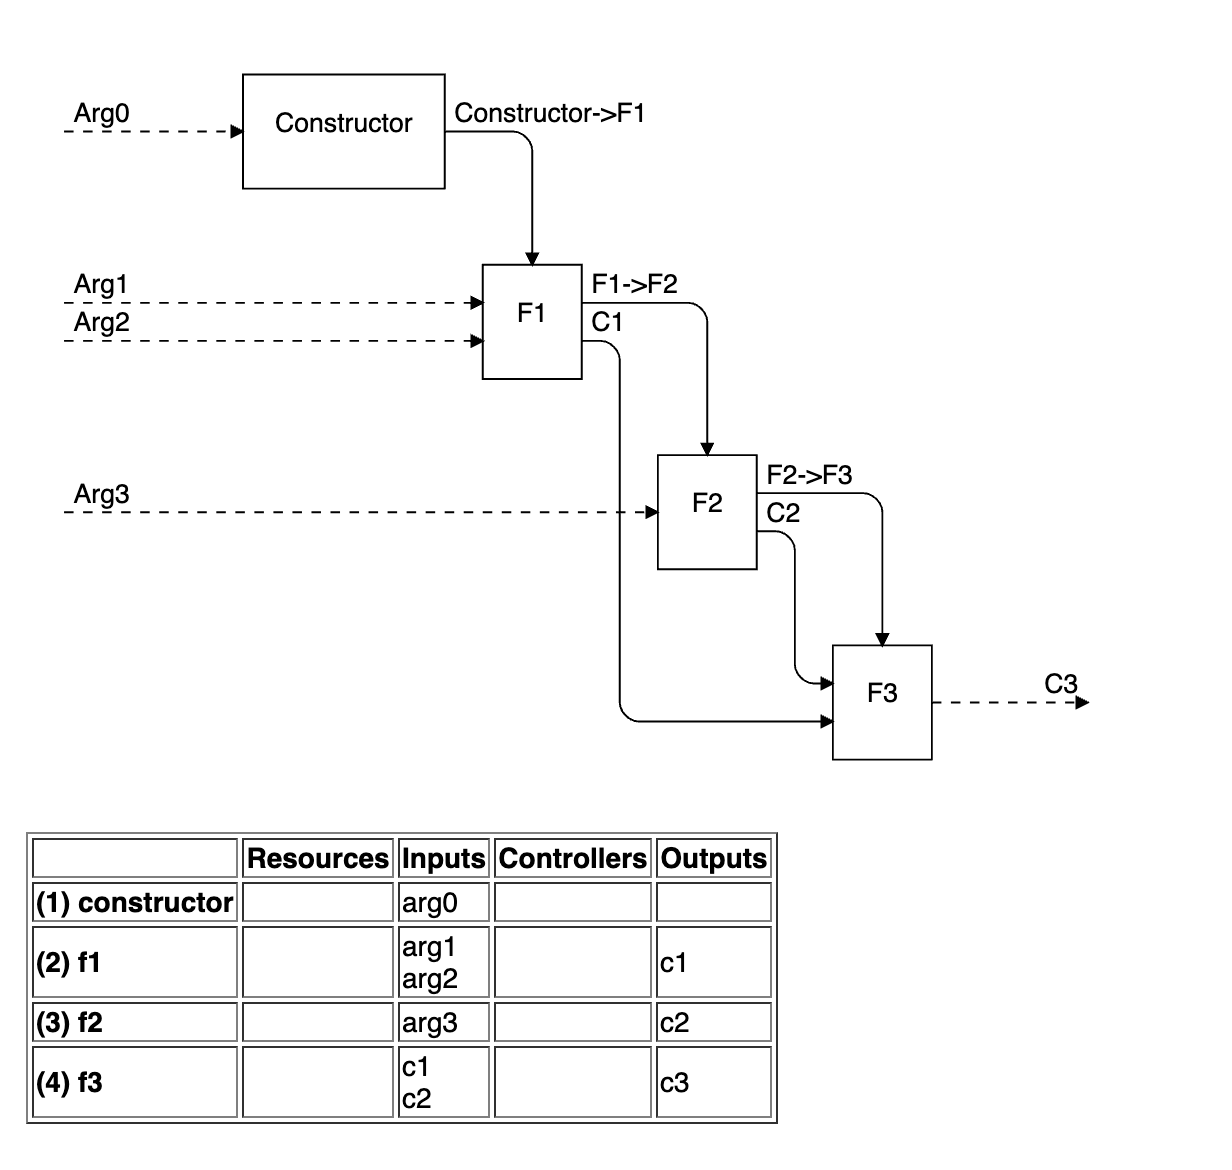 Arg0
Constructor
Constructor->F1
Arg1
F1->F2
Arg2
F1
C1
Arg3
F2->F3
F2
C2
F3
C3
Resources Inputs Controllers Outputs
(1) constructor arg0
(2) f1 arg1 c1
arg2
(3) f2 arg3 c2
(4) f3 c1 c3
c2